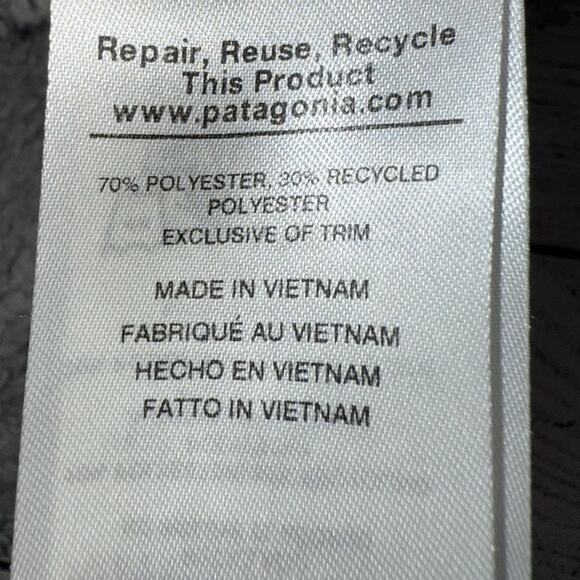 Repair, Reuse, Recycle
This Product
www.patagonia.com
70% POLYESTER, 30% RECYCLED
POLYESTER
EXCLUSIVE OF TRIM
MADE IN VIETNAM
FABRIQUÉ AU VIETNAM
HECHO EN VIETNAM
FATTO IN VIETNAM